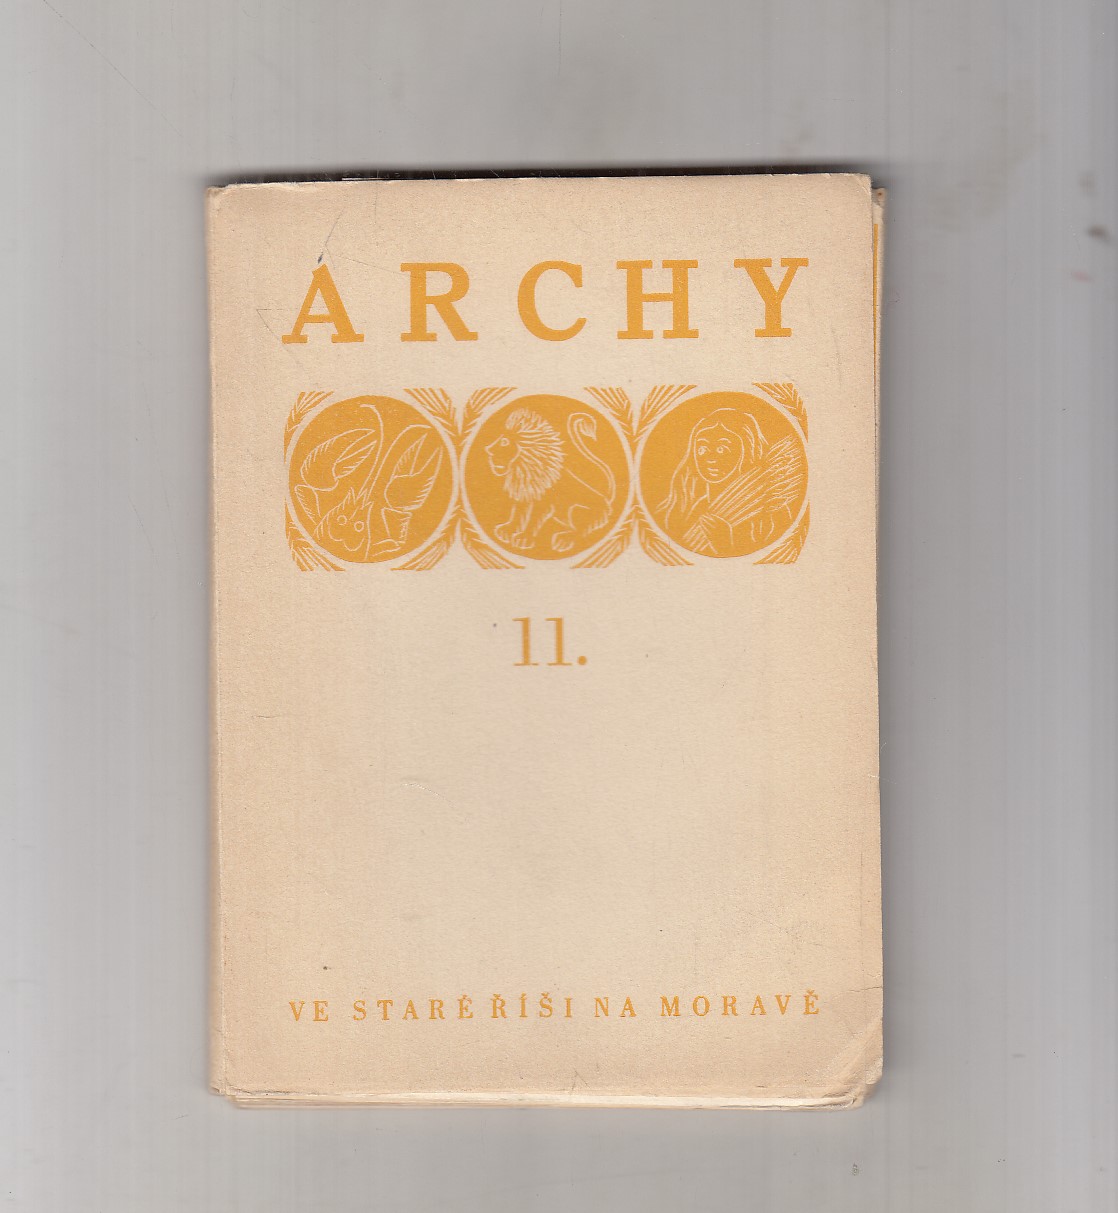 ARCHY
11.
VE STARÉ ŘÍŠI NA MORAVĚ